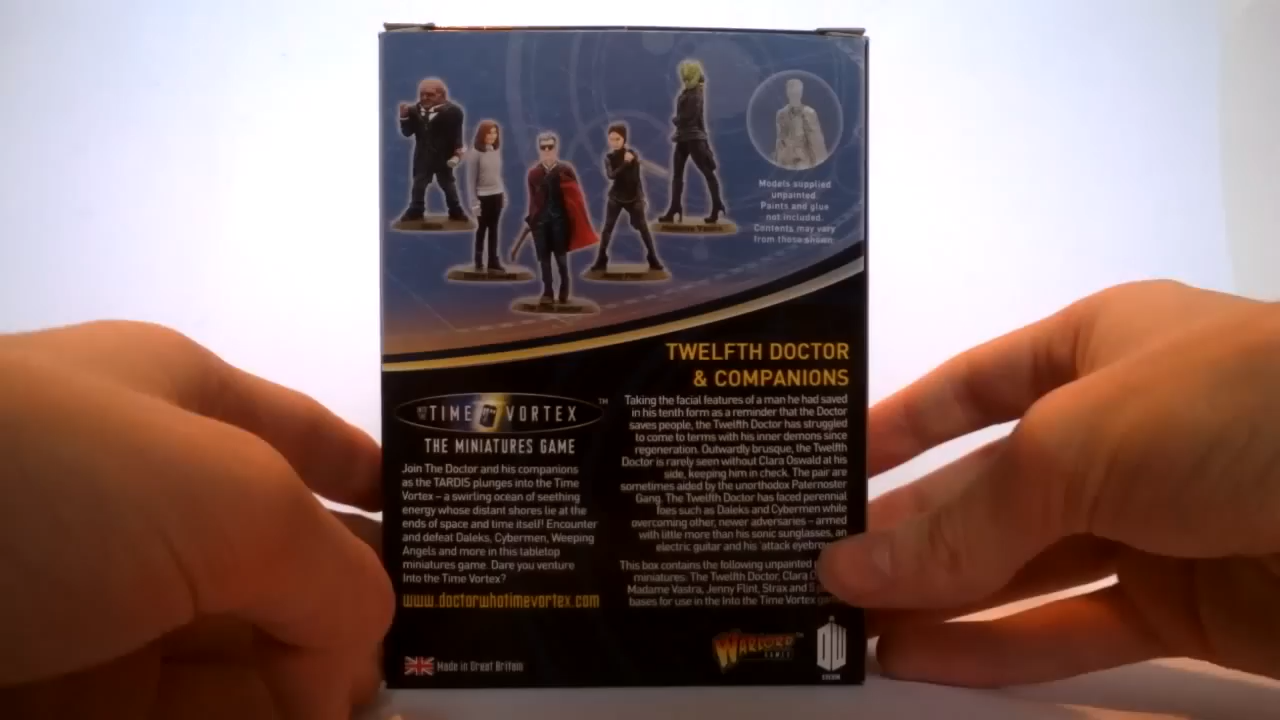 Models supplied
unpainted.
Paints and glue
not included.
Contents may vary
from those shown.
TWELFTH DOCTOR
& COMPANIONS
Taking the facial features of a man he had saved
in his tenth form as a reminder that the Doctor
saves people, the Twelfth Doctor has struggled
to come to terms with his inner demons since
regeneration. Outwardly brusque, the Twelfth
Doctor is rarely seen without Clara Oswald at his
side, keeping him in check. The pair are
sometimes aided by the unorthodox Paternoster
Gang. The Twelfth Doctor has faced perennial
foes such as Daleks and Cybermen while
overcoming other, newer adversaries – armed
with little more than his sonic sunglasses, an
electric guitar and his 'attack
This box contains the following unpainted
miniatures: The Twelfth Doctor, Clara
Madame Vastra, Jenny Flint, Strax and
bases for use in the Into the Time Vortex
TIME VORTEX ™
THE MINIATURES GAME
Join The Doctor and his companions
as the TARDIS plunges into the Time
Vortex – a swirling ocean of seething
energy whose distant shores lie at the
ends of space and time itself! Encounter
and defeat Daleks, Cybermen, Weeping
Angels and more in this tabletop
miniatures game. Dare you venture
Into the Time Vortex?
www.doctorwhotimevortex.com
Made in Great Britain
WARLORD
GAMES
DW